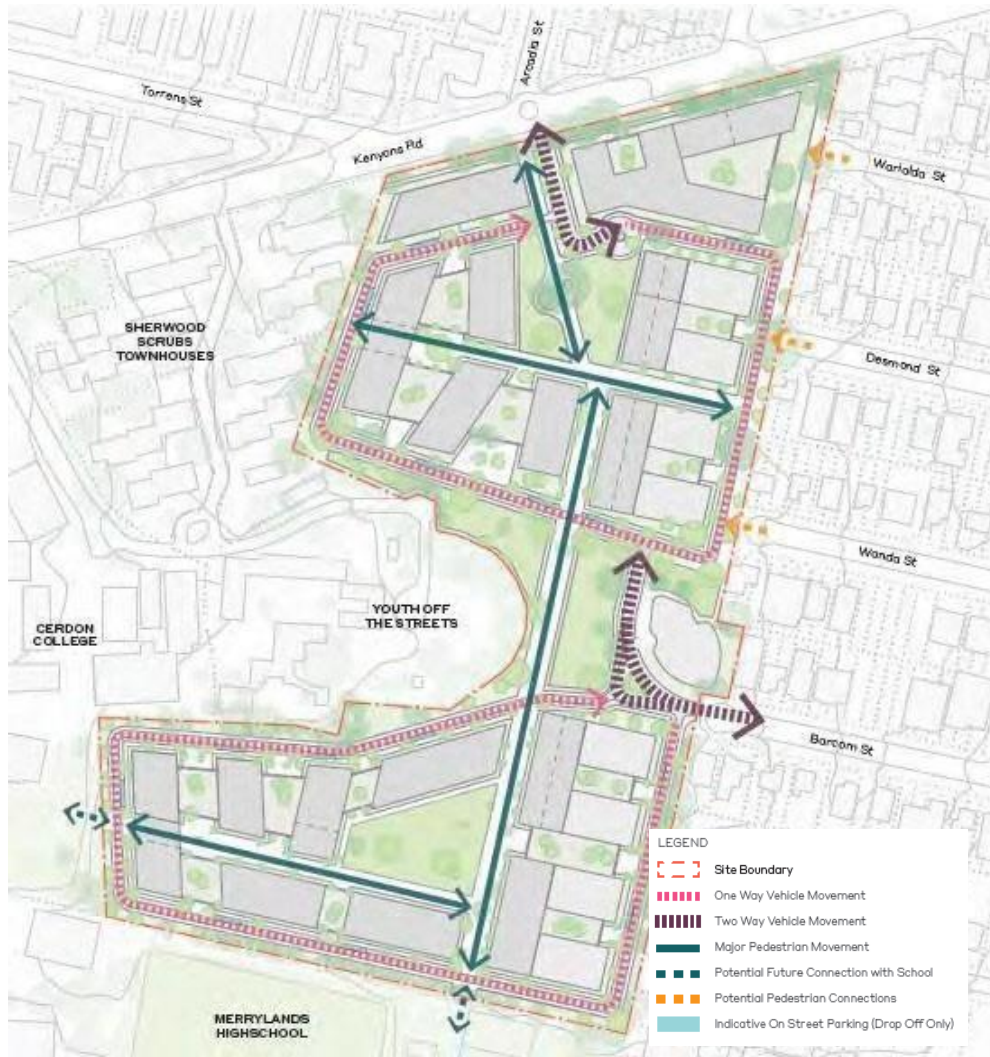 Arcadia St
Torrens St
Kenyons Rd
Warialda St
SHERWOOD
SCRUBS
TOWNHOUSES
Desmond St
Wanda St
YOUTH OFF
THE STREETS
CERDON
COLLEGE
Barcom St
LEGEND
Site Boundary
One Way Vehicle Movement
Two Way Vehicle Movement
Major Pedestrian Movement
Potential Future Connection with School
Potential Pedestrian Connections
Indicative On Street Parking (Drop Off Only)
MERRYLANDS
HIGHSCHOOL